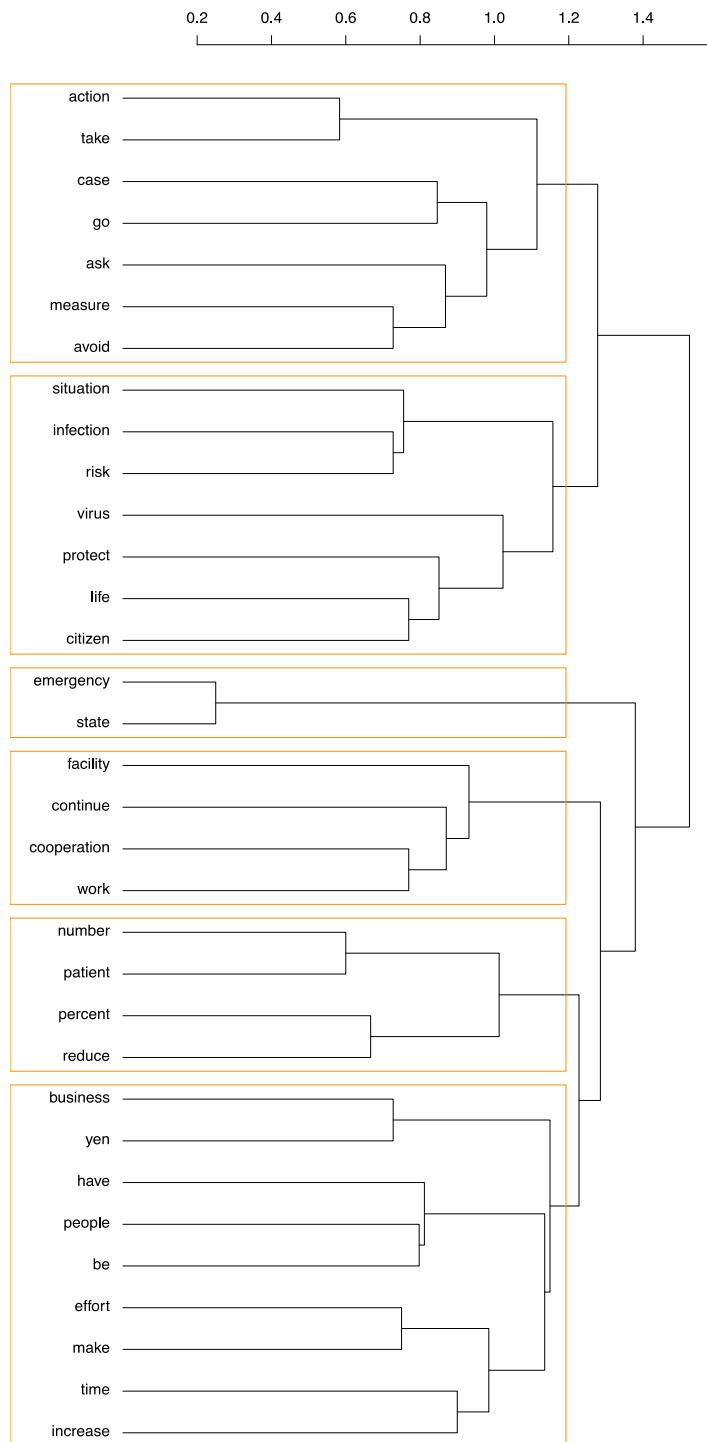 0.2 0.4 0.6 0.8 1.0 1.2 1.4
action
take
case
go
ask
measure
avoid
situation
infection
risk
virus
protect
life
citizen
emergency
state
facility
continue
cooperation
work
number
patient
percent
reduce
business
yen
have
people
be
effort
make
time
increase